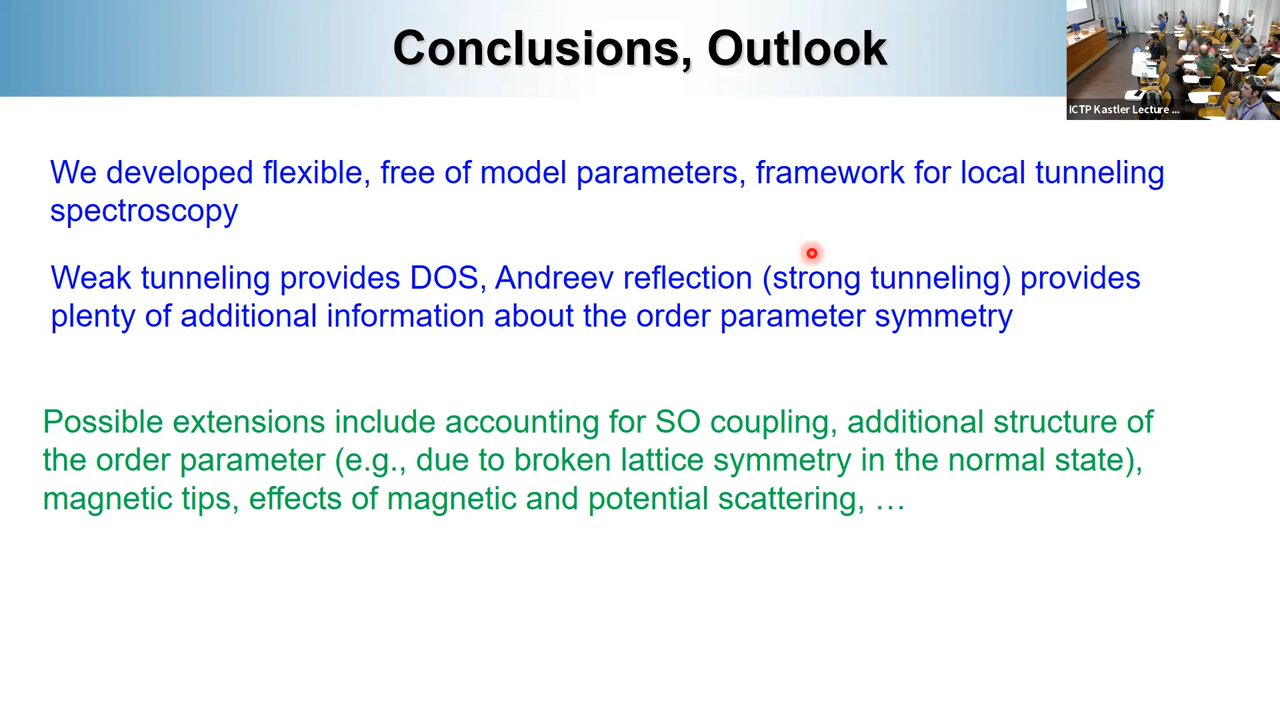 Conclusions, Outlook
ICTP Kastler Lecture ...
We developed flexible, free of model parameters, framework for local tunneling
spectroscopy
Weak tunneling provides DOS, Andreev reflection (strong tunneling) provides
plenty of additional information about the order parameter symmetry
Possible extensions include accounting for SO coupling, additional structure of
the order parameter (e.g., due to broken lattice symmetry in the normal state),
magnetic tips, effects of magnetic and potential scattering, …